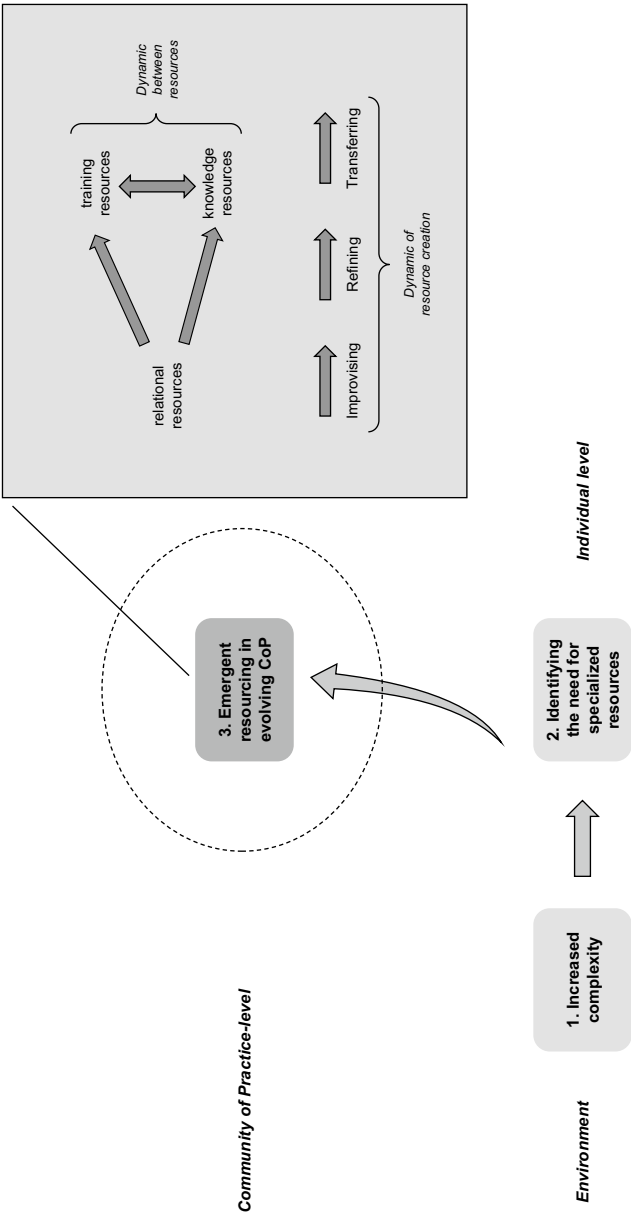 Community of Practice-level
3. Emergent
resourcing in
evolving CoP
relational
resources
training
resources
knowledge
resources
Dynamic
between
resources
Improvising
Refining
Transferring
Dynamic of
resource creation
Environment
1. Increased
complexity
2. Identifying
the need for
specialized
resources
Individual level